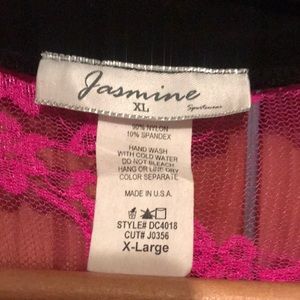 Jasmine
Sportswear
XL
90% NYLON
10% SPANDEX
HAND WASH
WITH COLD WATER
DO NOT BLEACH
HANG OR LINE DRY
COLOR SEPARATE
MADE IN U.S.A.
STYLE# DC4018
CUT# J0356
X-Large